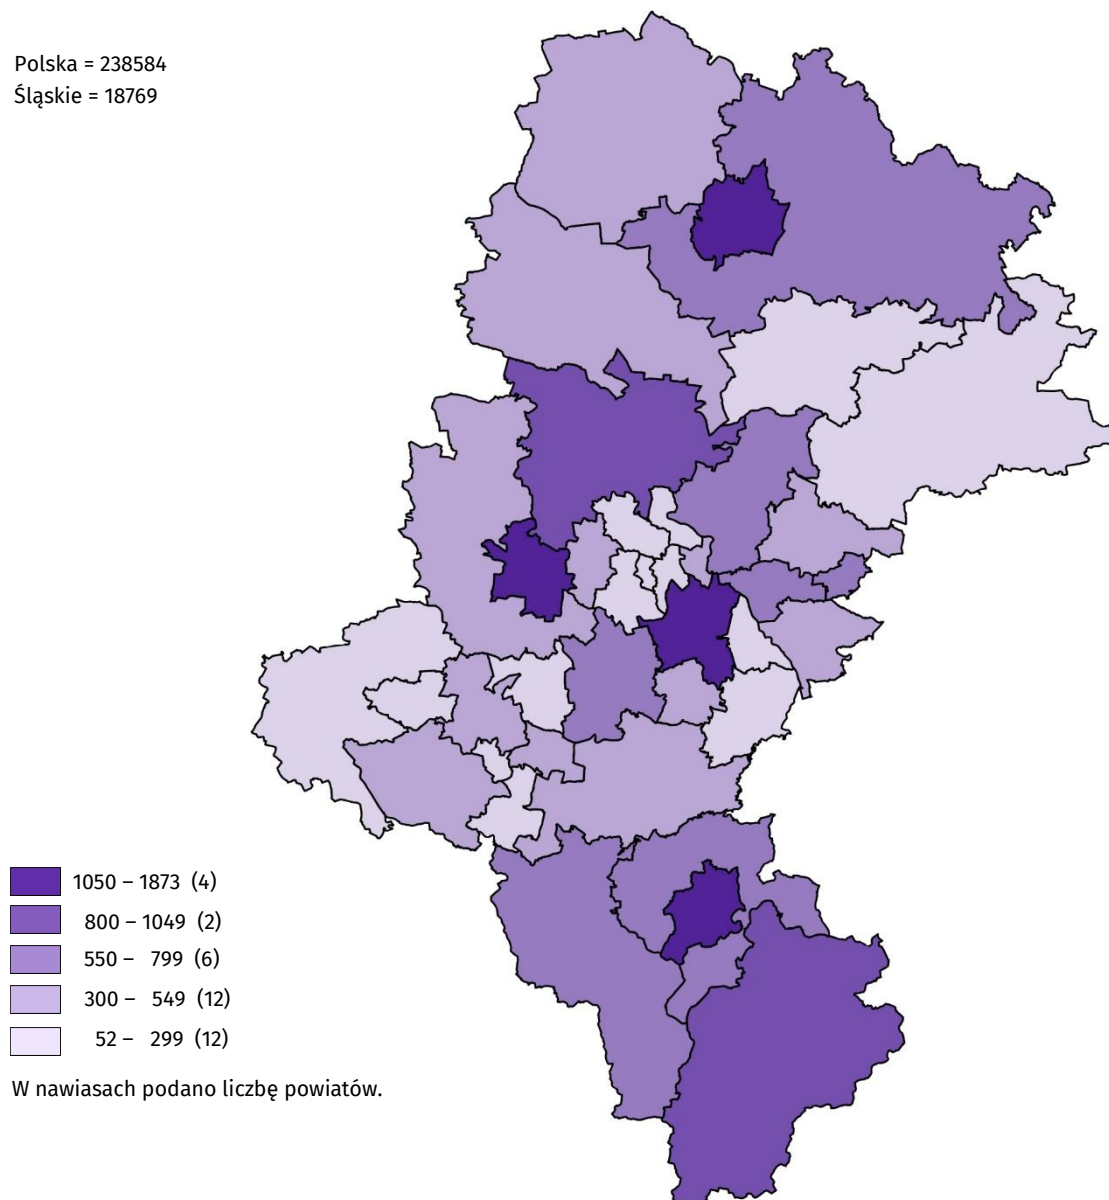 Polska = 238584
Śląskie = 18769
1050 – 1873 (4)
800 – 1049 (2)
550 – 799 (6)
300 – 549 (12)
52 – 299 (12)
W nawiasach podano liczbę powiatów.